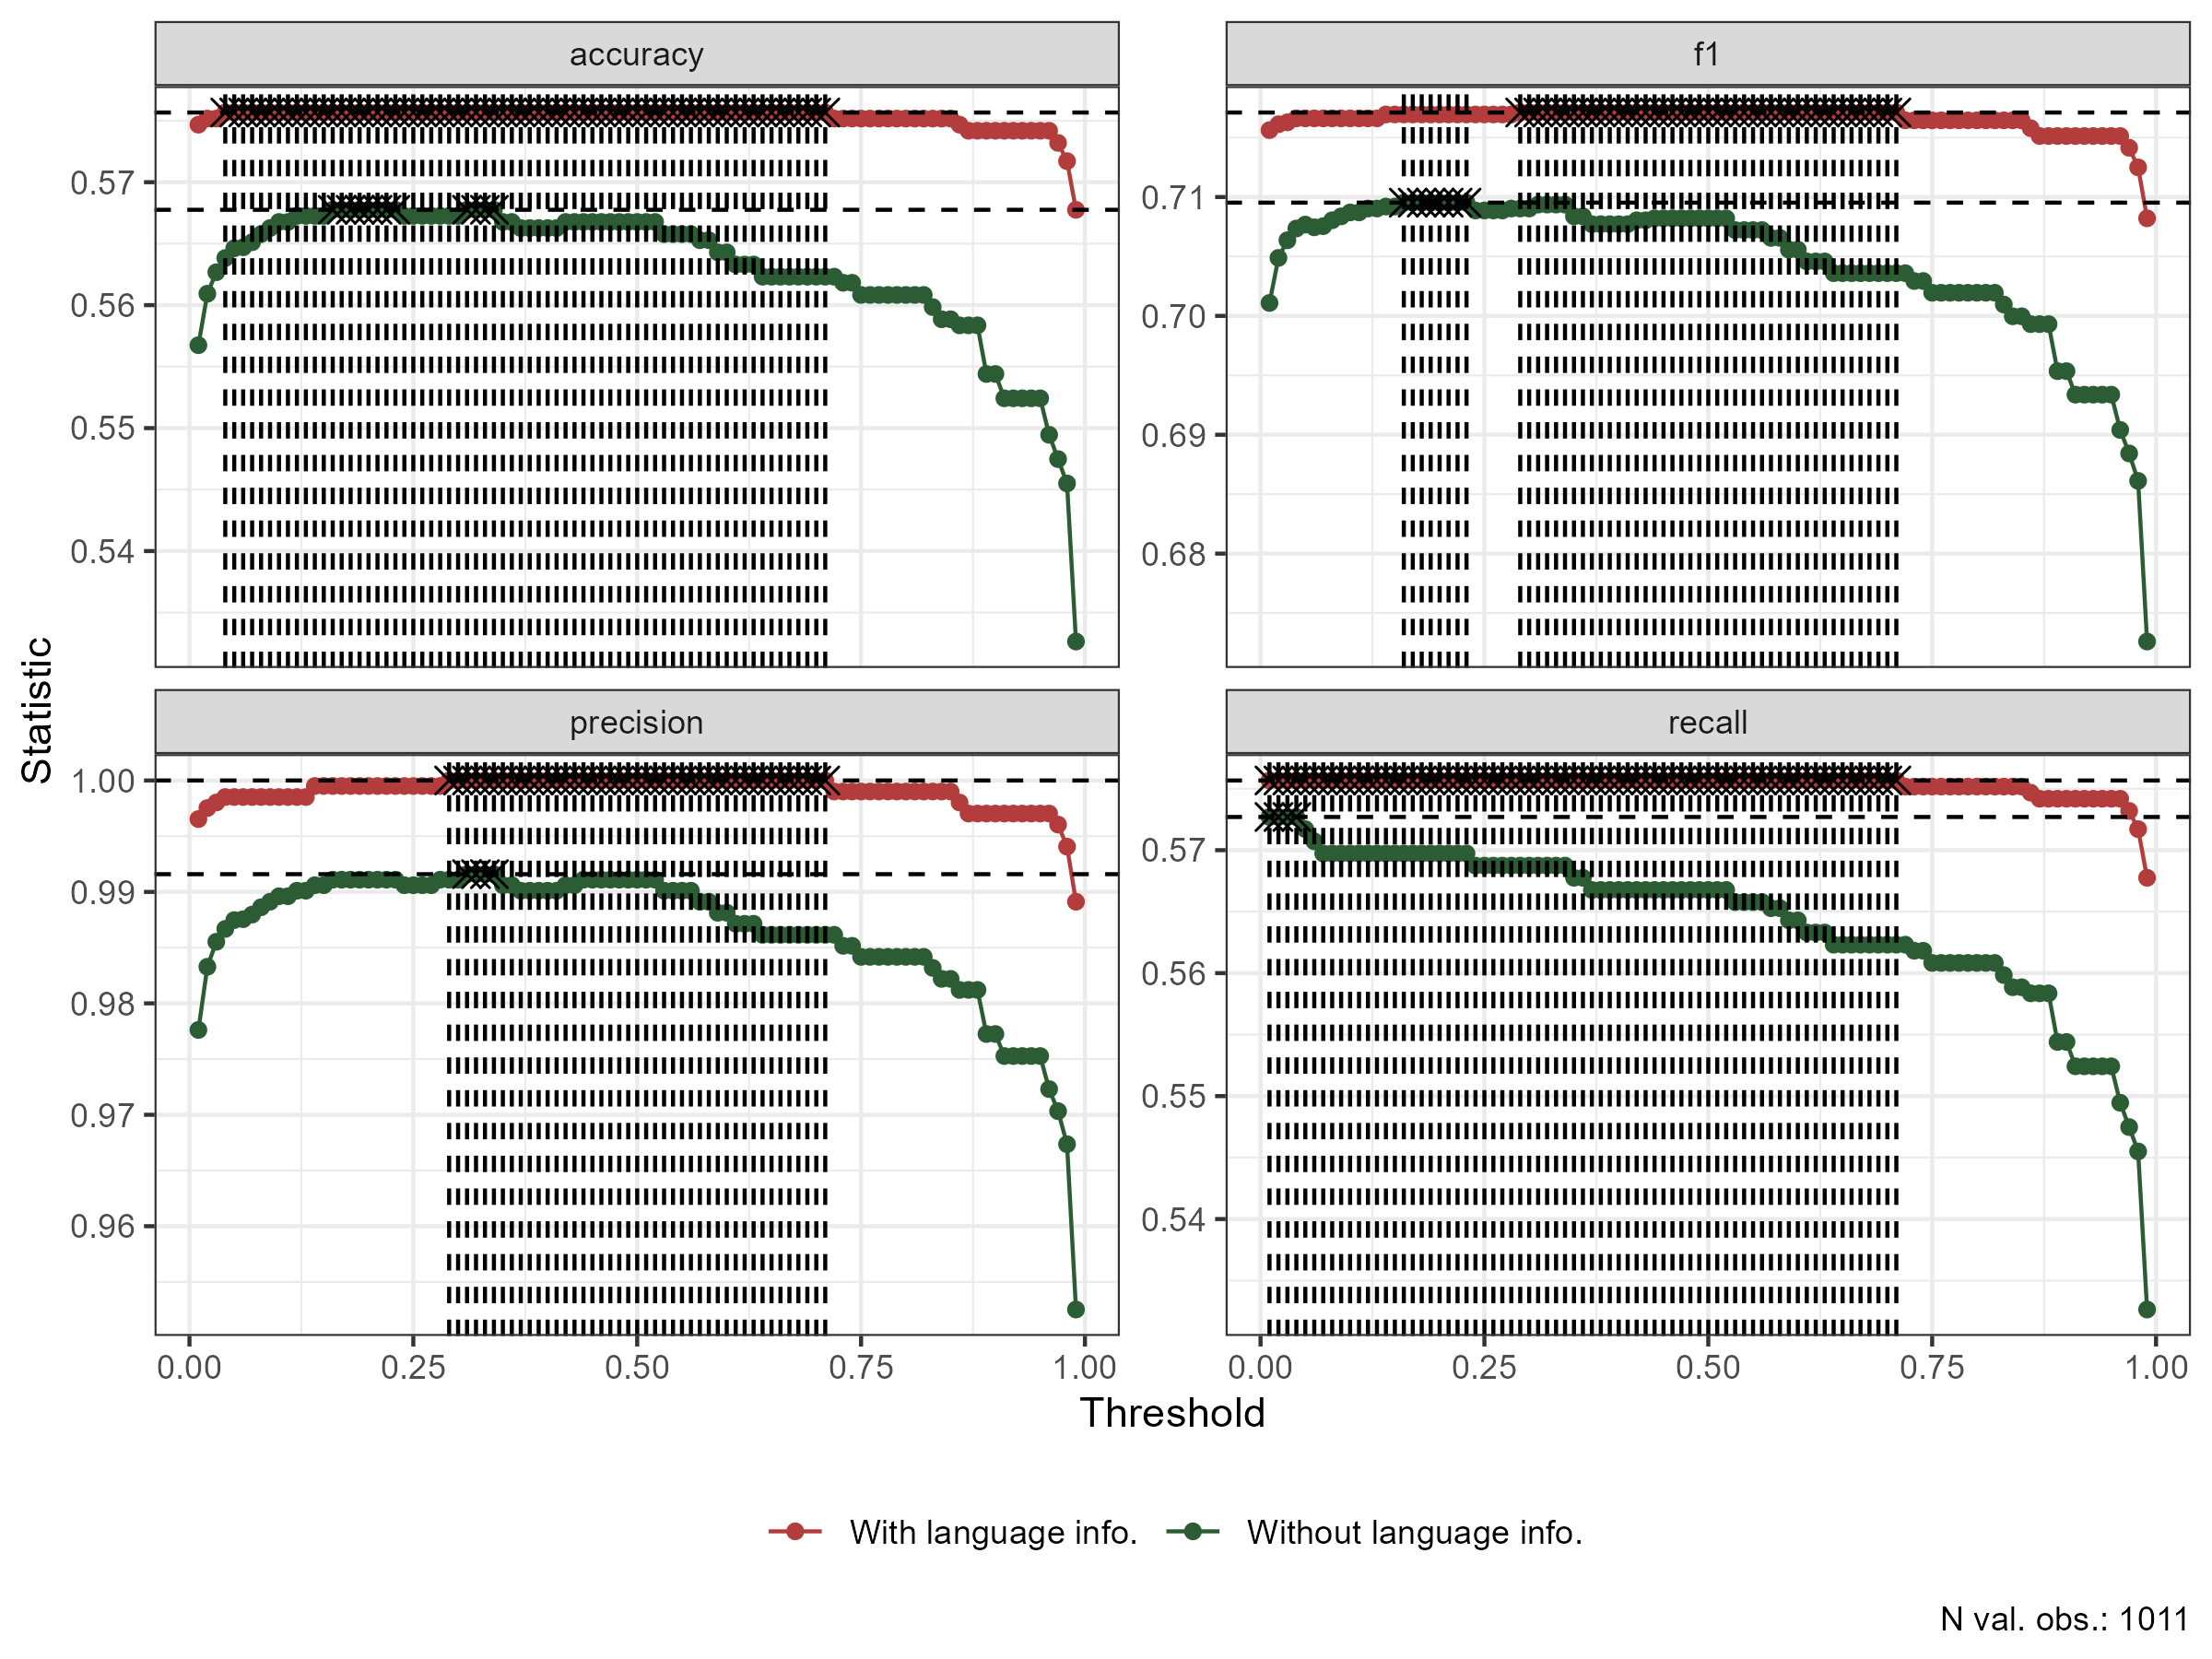 accuracy
f1
0.57
0.56
0.55
0.54
0.71
0.70
0.69
0.68
Statistic
precision
recall
1.00
0.99
0.98
0.97
0.96
0.57
0.56
0.55
0.54
0.00 0.25 0.50 0.75 1.00
0.00 0.25 0.50 0.75 1.00
Threshold
With language info. Without language info.
N val. obs.: 1011